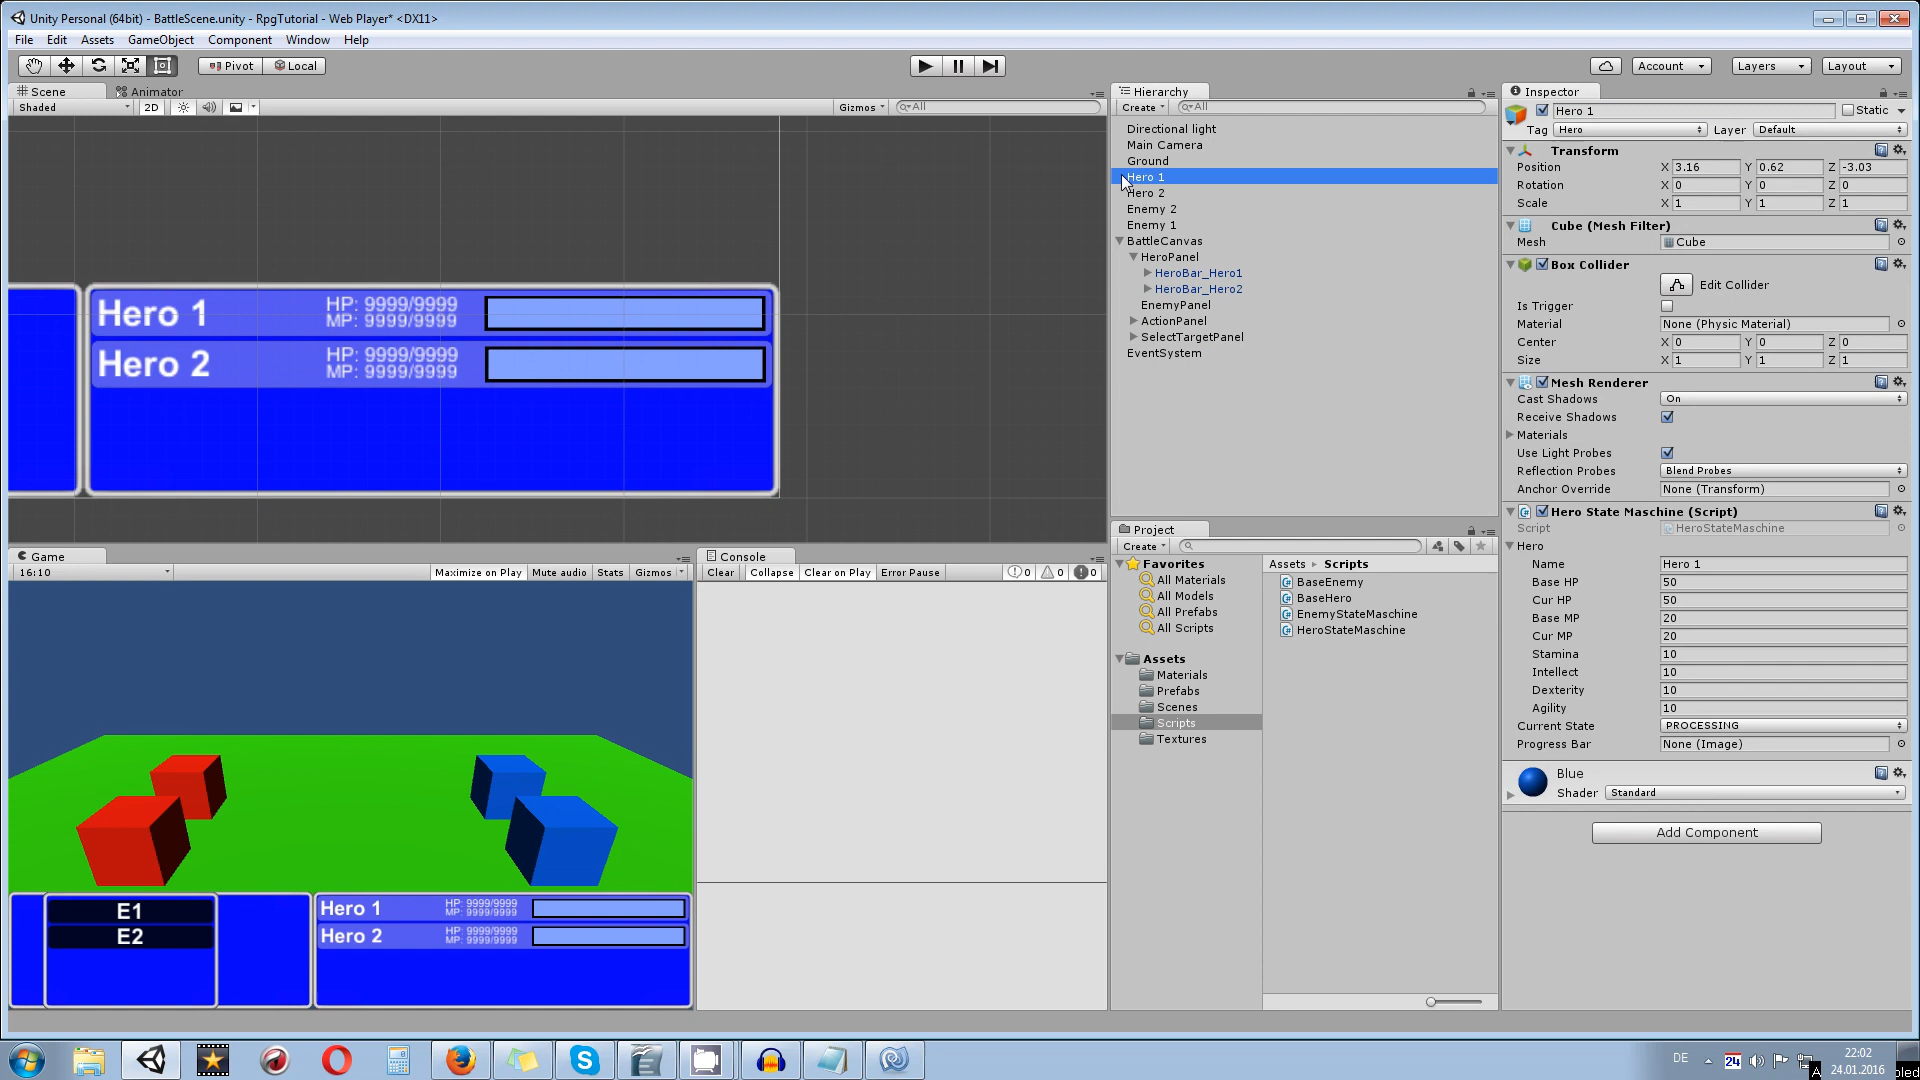 Unity Personal (64bit) - BattleScene.unity - RpgTutorial - Web Player* <DX11>
File Edit Assets GameObject Component Window Help
Pivot Local
Account Layers Layout
Scene Animator
Shaded 2D Gizmos All
Hero 1 HP: 9999/9999
MP: 9999/9999
Hero 2 HP: 9999/9999
MP: 9999/9999
Game
16:10 Maximize on Play Mute audio Stats Gizmos
E1
E2
Hero 1 HP: 9999/9999
MP: 9999/9999
Hero 2 HP: 9999/9999
MP: 9999/9999
Console
Clear Collapse Clear on Play Error Pause 0 0 0
Hierarchy
Create All
Directional light
Main Camera
Ground
Hero 1
Hero 2
Enemy 2
Enemy 1
BattleCanvas
HeroPanel
HeroBar_Hero1
HeroBar_Hero2
EnemyPanel
ActionPanel
SelectTargetPanel
EventSystem
Project
Create
Favorites
All Materials
All Models
All Prefabs
All Scripts
Assets
Materials
Prefabs
Scenes
Scripts
Textures
Assets Scripts
BaseEnemy
BaseHero
EnemyStateMaschine
HeroStateMaschine
Inspector
Hero 1 Static
Tag Hero Layer Default
Transform
Position X 3.16 Y 0.62 Z -3.03
Rotation X 0 Y 0 Z 0
Scale X 1 Y 1 Z 1
Cube (Mesh Filter)
Mesh Cube
Box Collider
Edit Collider
Is Trigger
Material None (Physic Material)
Center X 0 Y 0 Z 0
Size X 1 Y 1 Z 1
Mesh Renderer
Cast Shadows On
Receive Shadows
Materials
Use Light Probes
Reflection Probes Blend Probes
Anchor Override None (Transform)
Hero State Maschine (Script)
Script HeroStateMaschine
Hero
Name Hero 1
Base HP 50
Cur HP 50
Base MP 20
Cur MP 20
Stamina 10
Intellect 10
Dexterity 10
Agility 10
Current State PROCESSING
Progress Bar None (Image)
Blue
Shader Standard
Add Component
DE 24 22:02
24.01.2016